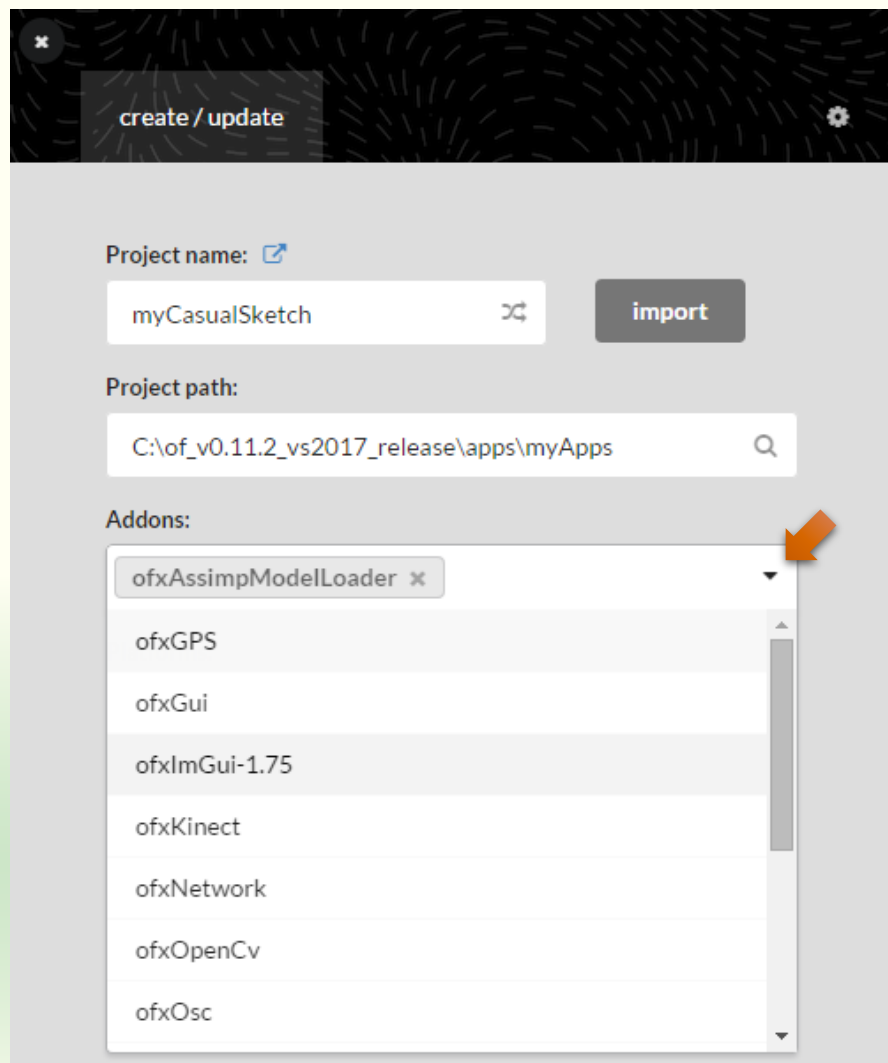 create / update
Project name:
myCasualSketch
import
Project path:
C:\of_v0.11.2_vs2017_release\apps\myApps
Addons:
ofxAssimpModelLoader
ofxGPS
ofxGui
ofxImGui-1.75
ofxKinect
ofxNetwork
ofxOpenCv
ofxOsc